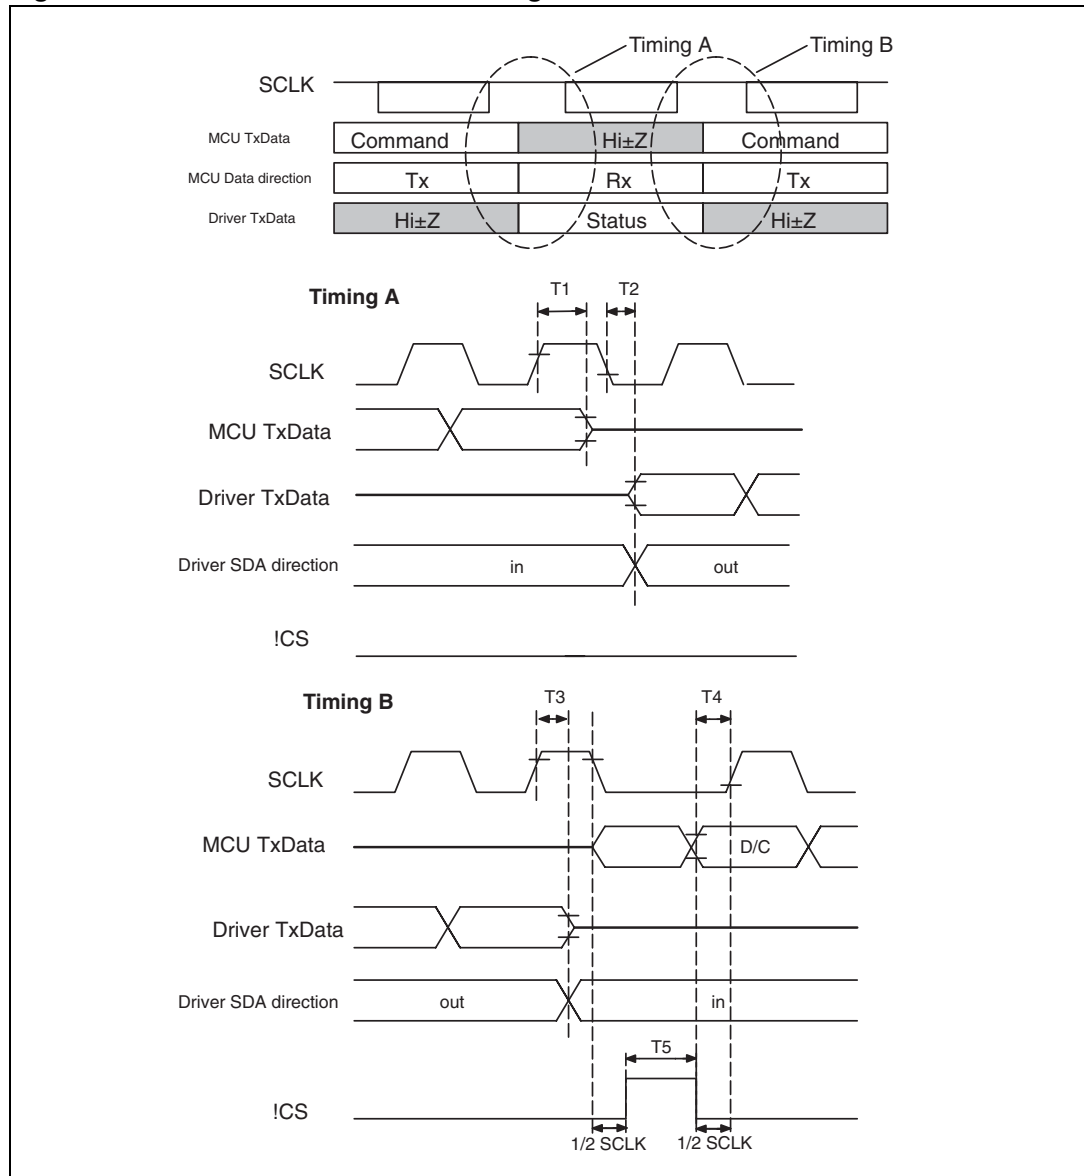 Timing A
Timing B
SCLK
MCU TxData
Command
Hi±Z
Command
MCU Data direction
Tx
Rx
Tx
Driver TxData
Hi±Z
Status
Hi±Z
Timing A
T1
T2
SCLK
MCU TxData
Driver TxData
Driver SDA direction
in
out
!CS
Timing B
T3
T4
SCLK
MCU TxData
D/C
Driver TxData
Driver SDA direction
out
in
T5
!CS
1/2 SCLK
1/2 SCLK